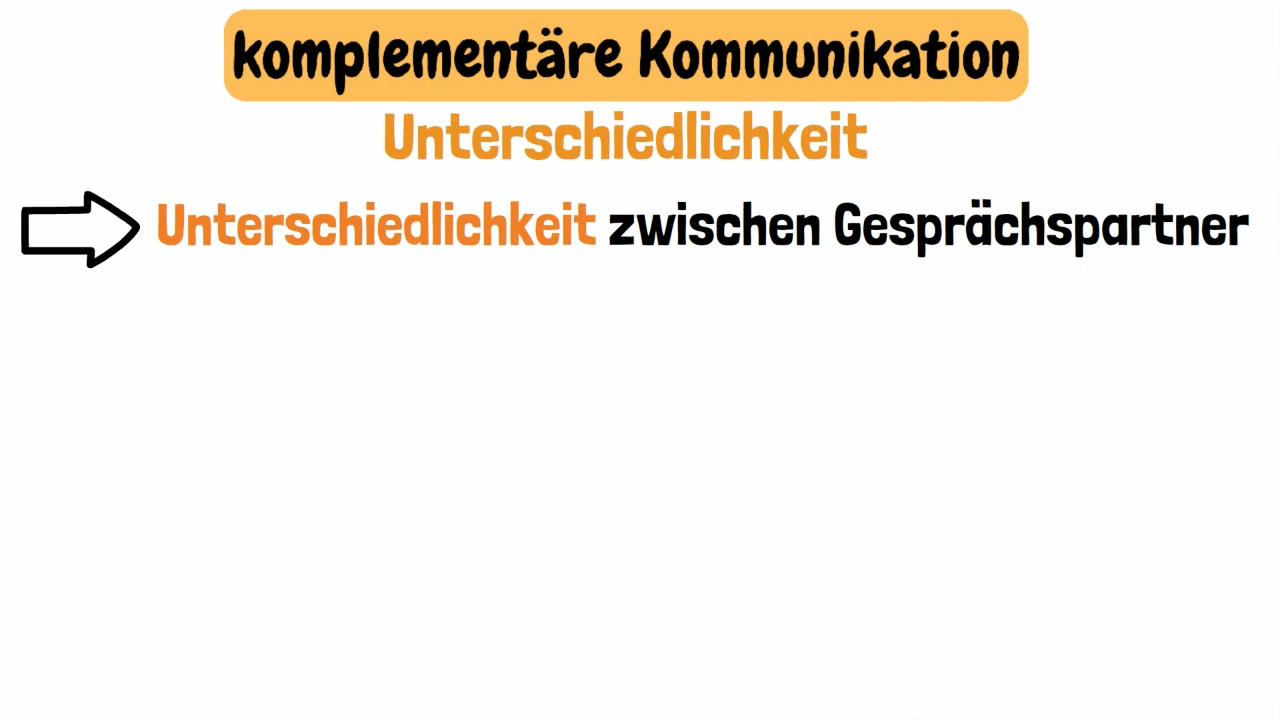 komplementäre Kommunikation
Unterschiedlichkeit
Unterschiedlichkeit zwischen Gesprächspartner